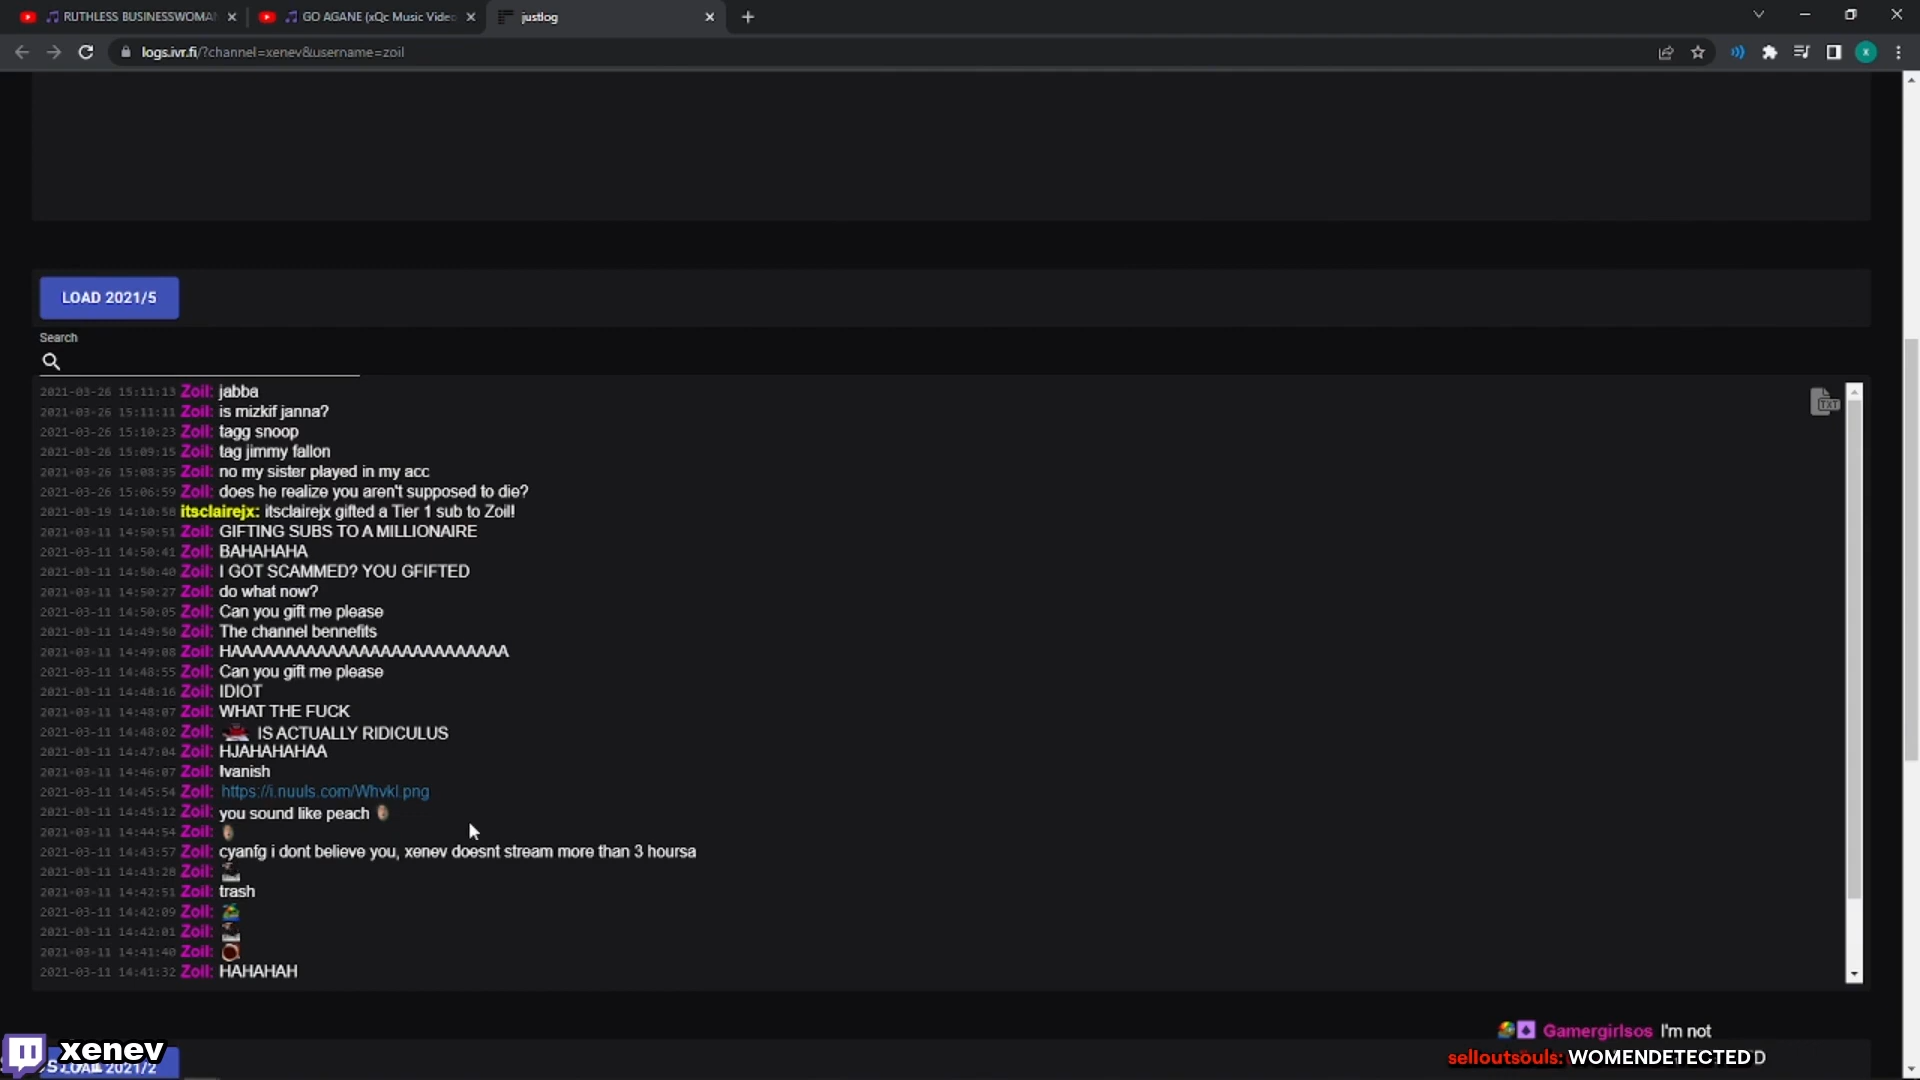 RUTHLESS BUSINESSWOMAN
GO AGANE (xQc Music Video
justlog
logs.ivr.fi/?channel=xenev&username=zoil
x
LOAD 2021/5
Search
TXT
2021-03-26 15:11:13 Zoil: jabba
2021-03-26 15:11:11 Zoil: is mizkif janna?
2021-03-26 15:10:23 Zoil: tagg snoop
2021-03-26 15:09:15 Zoil: tag jimmy fallon
2021-03-26 15:08:35 Zoil: no my sister played in my acc
2021-03-26 15:06:59 Zoil: does he realize you aren't supposed to die?
2021-03-19 14:10:58 itsclairejx: itsclairejx gifted a Tier 1 sub to Zoil!
2021-03-11 14:50:51 Zoil: GIFTING SUBS TO A MILLIONAIRE
2021-03-11 14:50:41 Zoil: BAHAHAHA
2021-03-11 14:50:40 Zoil: I GOT SCAMMED? YOU GFIFTED
2021-03-11 14:50:27 Zoil: do what now?
2021-03-11 14:50:05 Zoil: Can you gift me please
2021-03-11 14:49:50 Zoil: The channel bennefits
2021-03-11 14:49:08 Zoil: HAAAAAAAAAAAAAAAAAAAAAAAAA
2021-03-11 14:48:55 Zoil: Can you gift me please
2021-03-11 14:48:16 Zoil: IDIOT
2021-03-11 14:48:07 Zoil: WHAT THE FUCK
2021-03-11 14:48:02 Zoil: IS ACTUALLY RIDICULUS
2021-03-11 14:47:04 Zoil: HJAHAHAHAA
2021-03-11 14:46:07 Zoil: Ivanish
2021-03-11 14:45:54 Zoil: https://i.nuuls.com/Whvkl.png
2021-03-11 14:45:12 Zoil: you sound like peach
2021-03-11 14:44:54 Zoil:
2021-03-11 14:43:57 Zoil: cyanfg i dont believe you, xenev doesnt stream more than 3 hoursa
2021-03-11 14:43:28 Zoil:
2021-03-11 14:42:51 Zoil: trash
2021-03-11 14:42:09 Zoil:
2021-03-11 14:42:01 Zoil:
2021-03-11 14:41:40 Zoil:
2021-03-11 14:41:32 Zoil: HAHAHAH
Gamergirlsos I'm not
selloutsouls: WOMENDETECTED
xenev
LOAD 2021/2